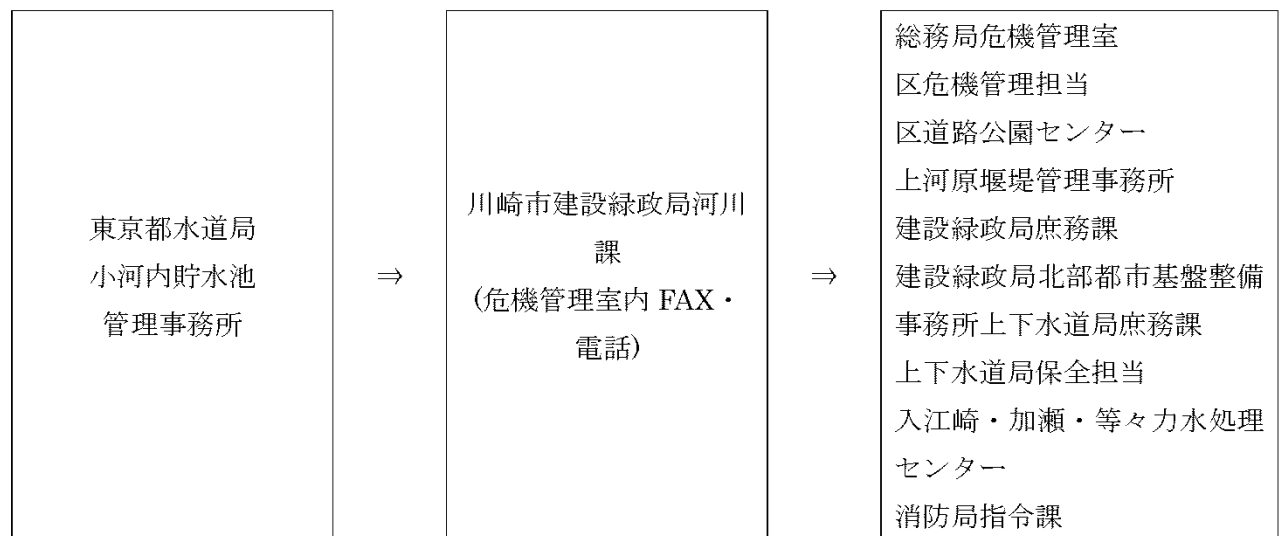 東京都水道局
小河内貯水池
管理事務所
⇒
川崎市建設緑政局河川
課
(危機管理室内 FAX・
電話)
⇒
総務局危機管理室
区危機管理担当
区道路公園センター
上河原堰堤管理事務所
建設緑政局庶務課
建設緑政局北部都市基盤整備
事務所上下水道局庶務課
上下水道局保全担当
入江崎・加瀬・等々力水処理
センター
消防局指令課